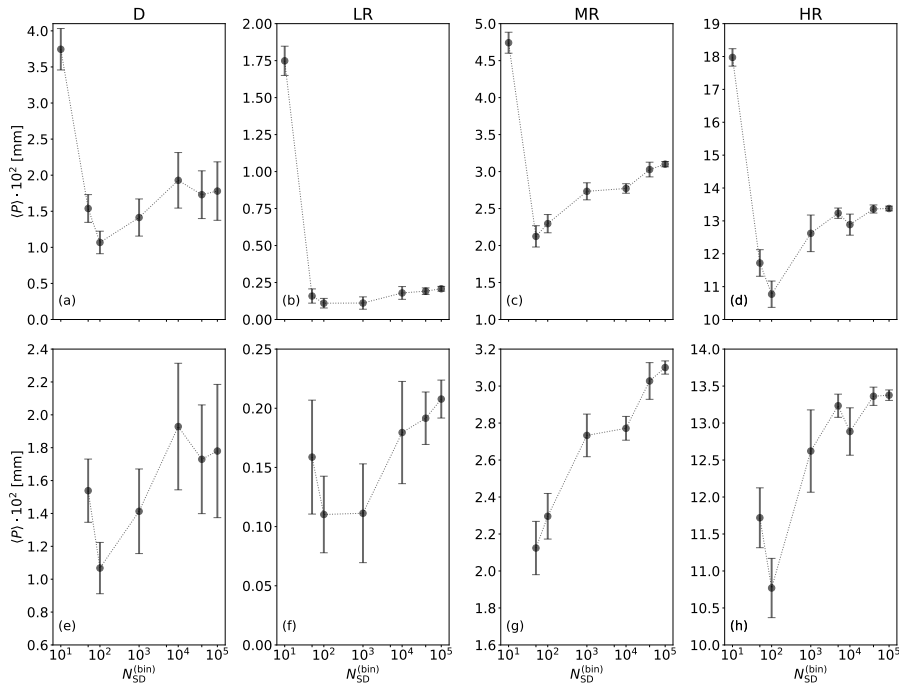 D LR MR HR
4.0 2.00 5.0 19
3.5 1.75 4.5 18
3.0 1.50 4.0 17
2.5 1.25 3.5 16
2.0 1.00 3.0 15
1.5 0.75 2.5 14
1.0 0.50 2.0 13
0.5 0.25 1.5 12
0.0 0.00 1.0 11
10
⟨P⟩ · 10² [mm]
(a) (b) (c) (d)
2.4 0.25 3.2 14.0
2.2 0.20 3.0 13.5
2.0 0.15 2.8 13.0
1.8 0.10 2.6 12.5
1.6 0.05 2.4 12.0
1.4 0.00 2.2 11.5
1.2 2.0 11.0
1.0 1.8 10.5
0.8 1.6 10.0
0.6
⟨P⟩ · 10² [mm]
(e) (f) (g) (h)
10¹ 10² 10³ 10⁴ 10⁵ 10¹ 10² 10³ 10⁴ 10⁵ 10¹ 10² 10³ 10⁴ 10⁵ 10¹ 10² 10³ 10⁴ 10⁵
N_SD^(bin) N_SD^(bin) N_SD^(bin) N_SD^(bin)